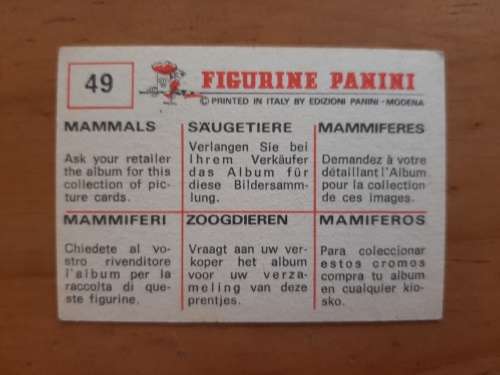 49
FIGURINE PANINI
© PRINTED IN ITALY BY EDIZIONI PANINI - MODENA
MAMMALS
Ask your retailer
the album for this
collection of pic-
ture cards.
SÄUGETIERE
Verlangen Sie bei
Ihrem Verkäufer
das Album für
diese Bildersamm-
lung.
MAMMIFERES
Demandez à votre
détaillant l'Album
pour la collection
de ces images.
MAMMIFERI
Chiedete al vo-
stro rivenditore
l'album per la
raccolta di que-
ste figurine.
ZOOGDIEREN
Vraagt aan uw ver-
koper het album
voor uw verza-
meling van deze
prentjes.
MAMIFEROS
Para coleccionar
estos cromos
compra tu album
en cualquier kio-
sko.